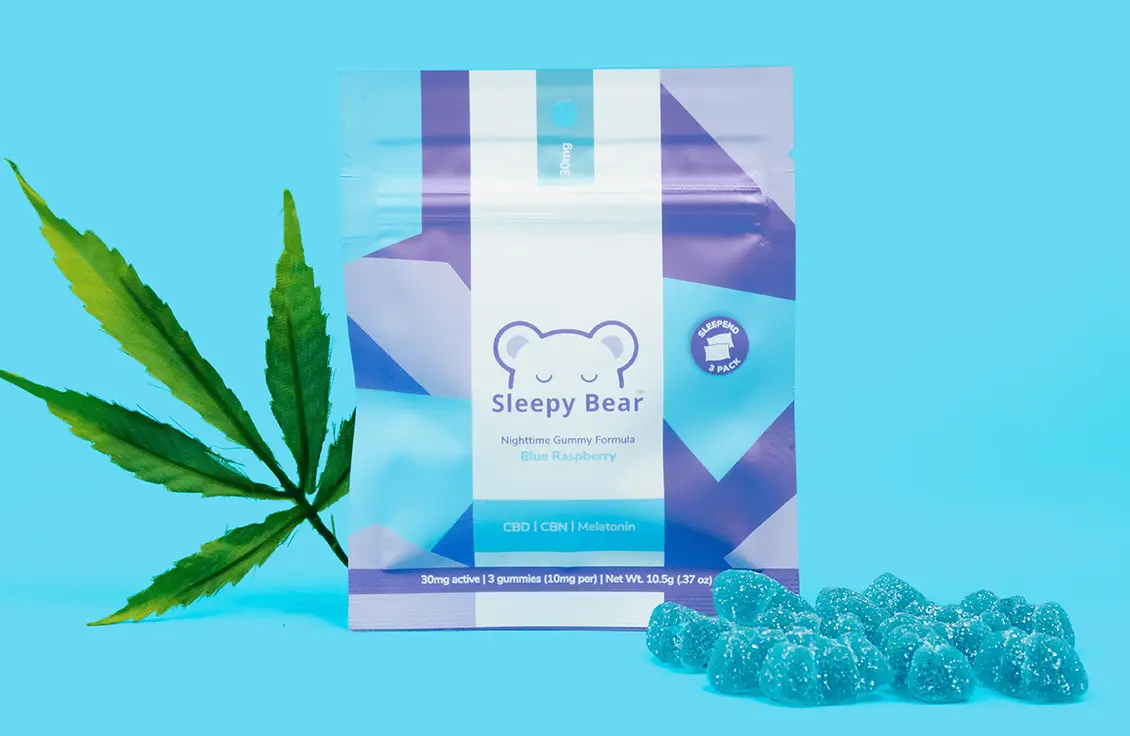 30mg
Sleepy Bear™
Nighttime Gummy Formula
Blue Raspberry
SLEEPEND
3 PACK
CBD | CBN | Melatonin
30mg active | 3 gummies (10mg per) | Net Wt. 10.5g (.37 oz)